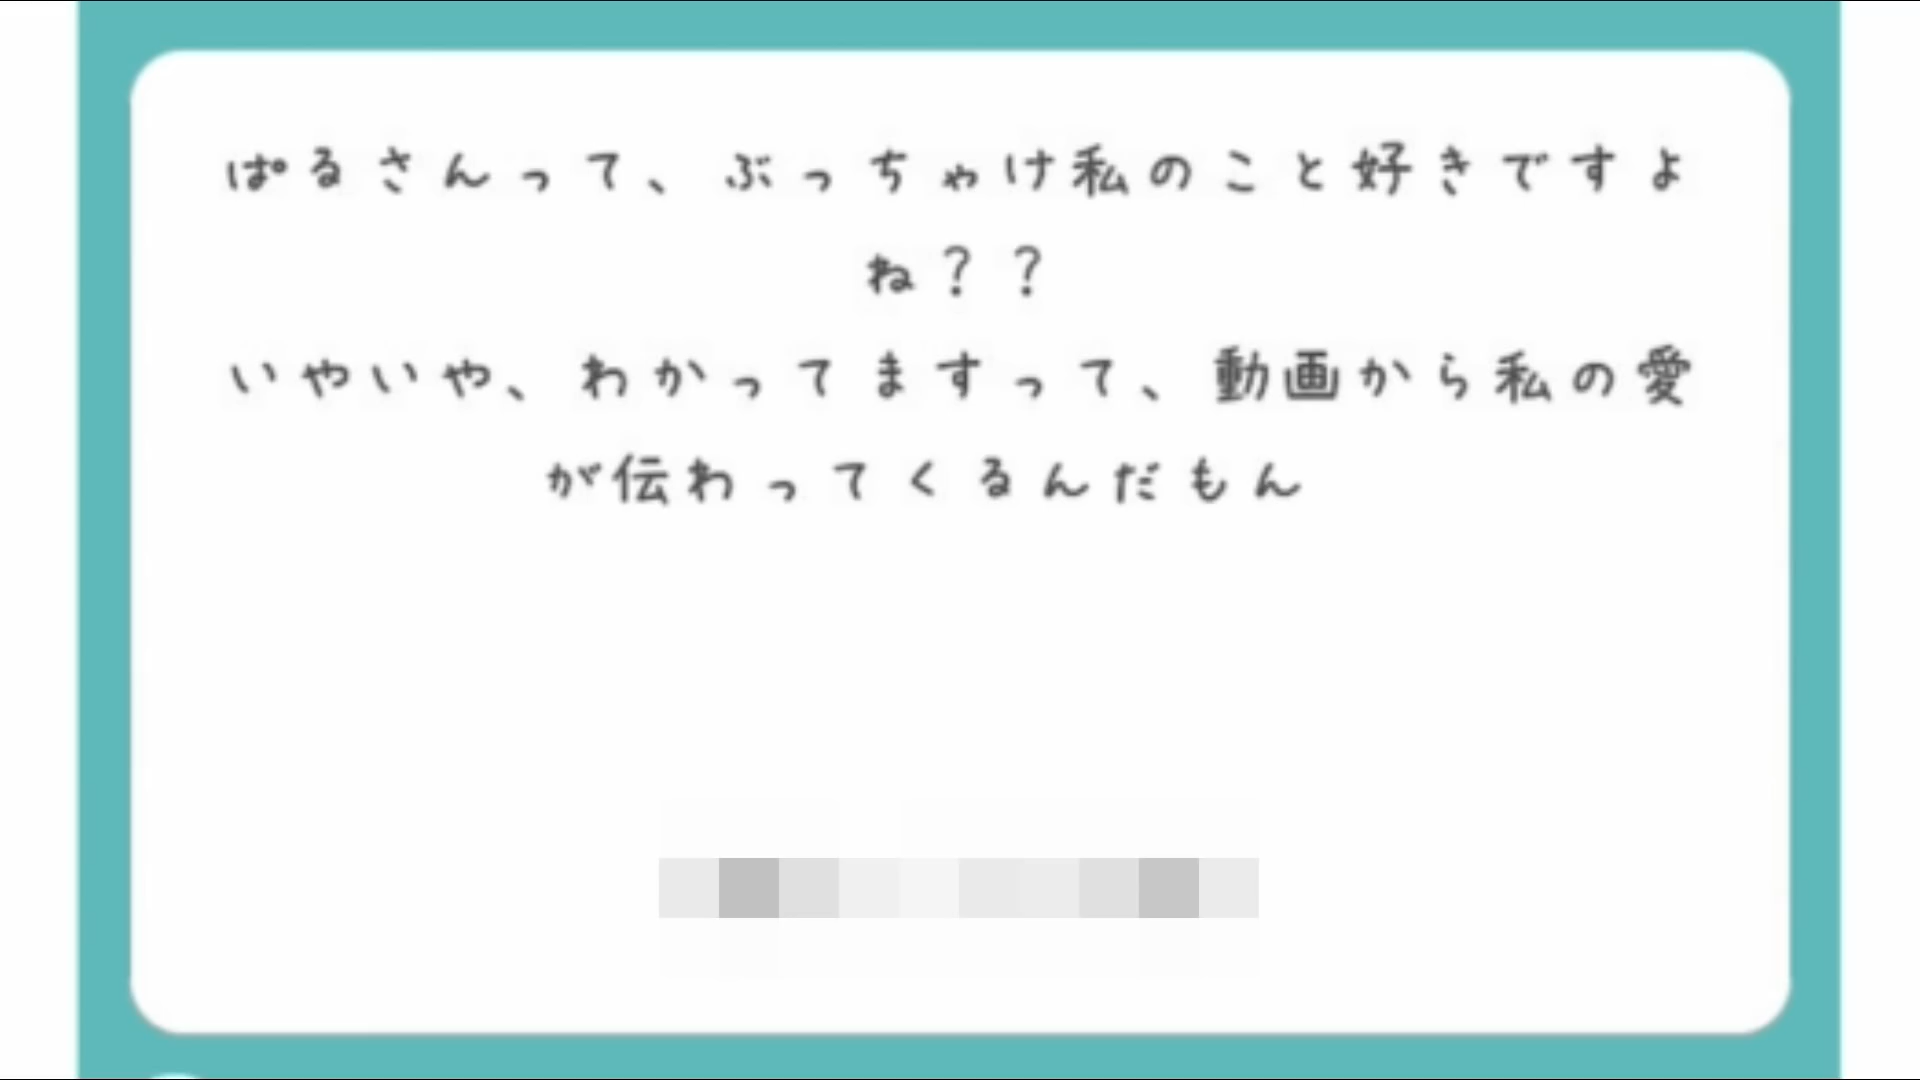 ぱるさんって、ぶっちゃけ私のこと好きですよ
ね？？
いやいや、わかってますって、動画から私の愛
が伝わってくるんだもん